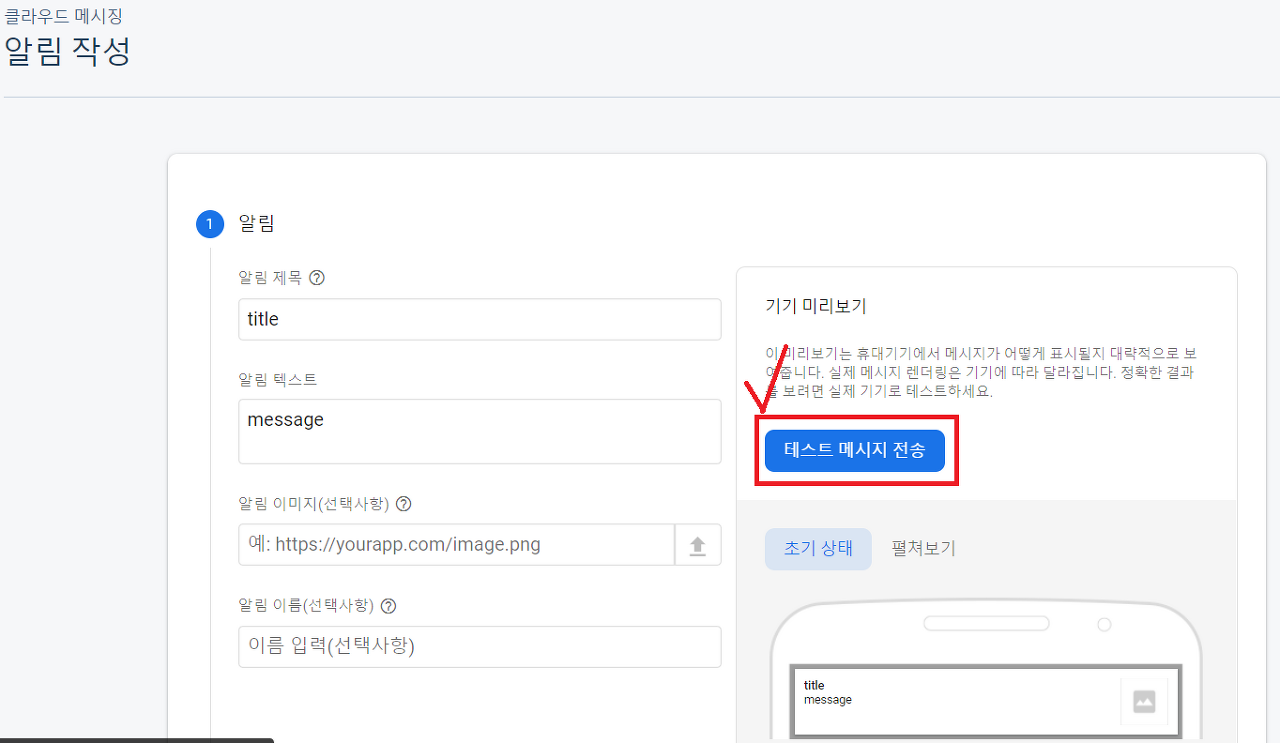 클라우드 메시징
알림 작성
1 알림
알림 제목 ?
title
알림 텍스트
message
알림 이미지(선택사항) ?
예: https://yourapp.com/image.png
알림 이름(선택사항) ?
이름 입력(선택사항)
기기 미리보기
이 미리보기는 휴대기기에서 메시지가 어떻게 표시될지 대략적으로 보
여줍니다. 실제 메시지 렌더링은 기기에 따라 달라집니다. 정확한 결과
를 보려면 실제 기기로 테스트하세요.
테스트 메시지 전송
초기 상태 펼쳐보기
title
message